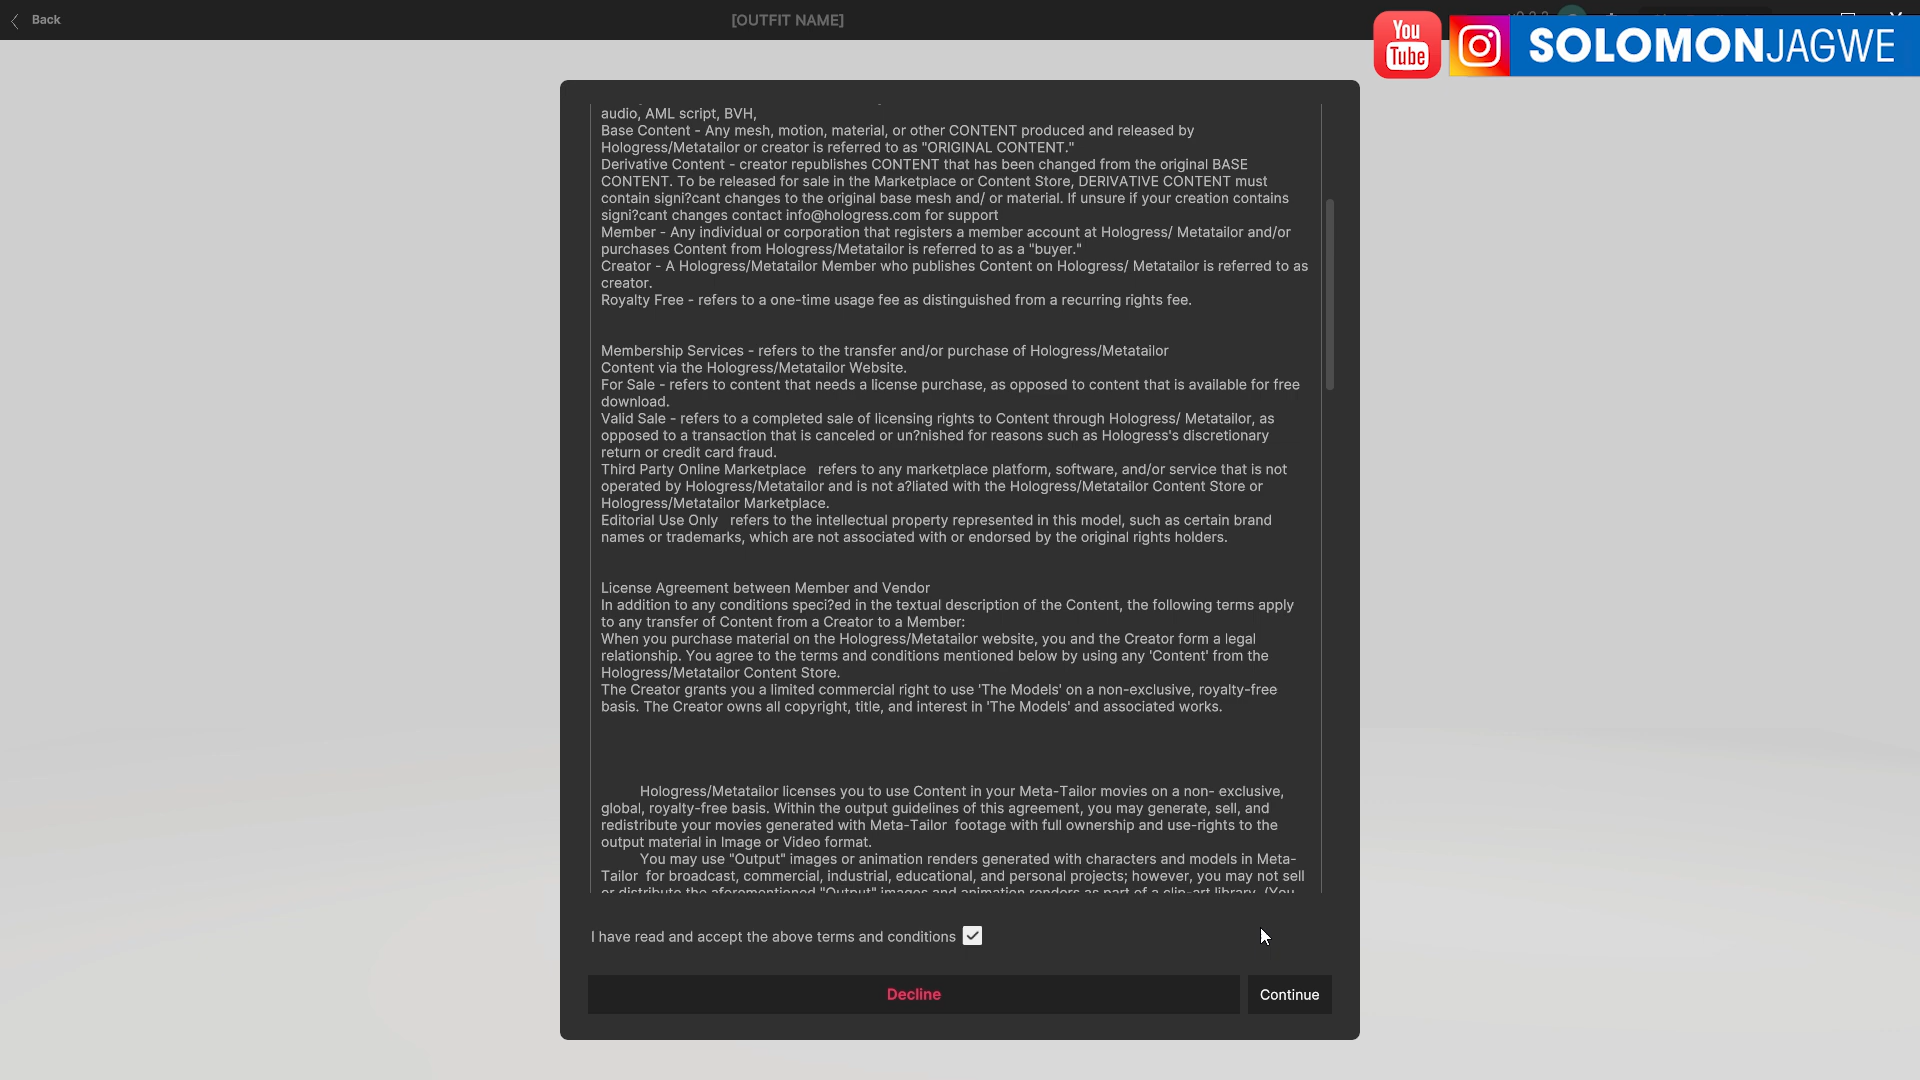 Back
[OUTFIT NAME]
You
Tube
SOLOMONJAGWE
audio, AML script, BVH,
Base Content - Any mesh, motion, material, or other CONTENT produced and released by
Hologress/Metatailor or creator is referred to as "ORIGINAL CONTENT."
Derivative Content - creator republishes CONTENT that has been changed from the original BASE
CONTENT. To be released for sale in the Marketplace or Content Store, DERIVATIVE CONTENT must
contain signi?cant changes to the original base mesh and/ or material. If unsure if your creation contains
signi?cant changes contact info@hologress.com for support
Member - Any individual or corporation that registers a member account at Hologress/ Metatailor and/or
purchases Content from Hologress/Metatailor is referred to as a "buyer."
Creator - A Hologress/Metatailor Member who publishes Content on Hologress/ Metatailor is referred to as
creator.
Royalty Free - refers to a one-time usage fee as distinguished from a recurring rights fee.
Membership Services - refers to the transfer and/or purchase of Hologress/Metatailor
Content via the Hologress/Metatailor Website.
For Sale - refers to content that needs a license purchase, as opposed to content that is available for free
download.
Valid Sale - refers to a completed sale of licensing rights to Content through Hologress/ Metatailor, as
opposed to a transaction that is canceled or un?nished for reasons such as Hologress's discretionary
return or credit card fraud.
Third Party Online Marketplace  refers to any marketplace platform, software, and/or service that is not
operated by Hologress/Metatailor and is not a?liated with the Hologress/Metatailor Content Store or
Hologress/Metatailor Marketplace.
Editorial Use Only  refers to the intellectual property represented in this model, such as certain brand
names or trademarks, which are not associated with or endorsed by the original rights holders.
License Agreement between Member and Vendor
In addition to any conditions speci?ed in the textual description of the Content, the following terms apply
to any transfer of Content from a Creator to a Member:
When you purchase material on the Hologress/Metatailor website, you and the Creator form a legal
relationship. You agree to the terms and conditions mentioned below by using any 'Content' from the
Hologress/Metatailor Content Store.
The Creator grants you a limited commercial right to use 'The Models' on a non-exclusive, royalty-free
basis. The Creator owns all copyright, title, and interest in 'The Models' and associated works.
Hologress/Metatailor licenses you to use Content in your Meta-Tailor movies on a non- exclusive,
global, royalty-free basis. Within the output guidelines of this agreement, you may generate, sell, and
redistribute your movies generated with Meta-Tailor  footage with full ownership and use-rights to the
output material in Image or Video format.
You may use "Output" images or animation renders generated with characters and models in Meta-
Tailor  for broadcast, commercial, industrial, educational, and personal projects; however, you may not sell
or distribute the aforementioned "Output" images and animation renders as part of a clip-art library. (You
I have read and accept the above terms and conditions
Decline
Continue